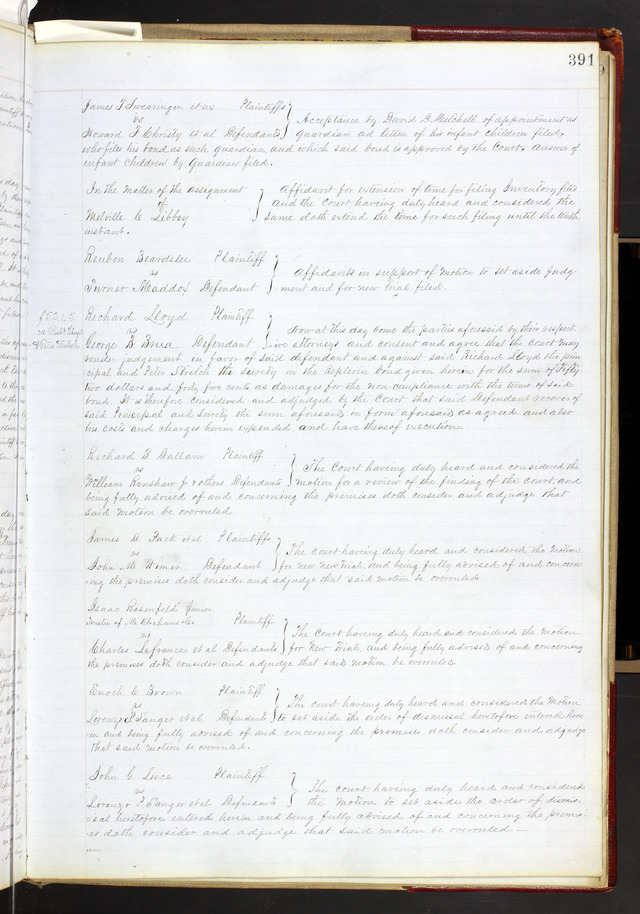 391
James T Swearingen et ux Plaintiffs
vs
Howard F Christy et al Defendants
Acceptance by David D Mitchell of appointment as
guardian ad litem of his infant children filed,
who files his bond as such guardian, and which said bond is approved by the Court. Answer of
infant children by Guardian filed.
In the matter of the assignment
of
Melville C Libbey
Affidavit for extension of time for filing Inventory filed
and the Court having duly heard and considered the
same doth extend the time for such filing until the tenth
instant.
Reuben Beardslee Plaintiff
vs
Turner Maddox Defendant
Affidavits in support of motion to set aside judg-
ment and for new Trial filed.
Richard Lloyd Plaintiff
vs
George B Defendant
Now at this day come the parties aforesaid by their respect-
ive attorneys and consent and agree that the Court may
render judgement in favor of said defendant and against said Richard Lloyd the prin
cipal and Peter Stretch the surety in the Replevin bond given herein for the sum of Fifty
two dollars and forty five cents as damages for the non compliance with the terms of said
bond. It is therefore considered and adjudged by the Court that said Defendant recover of
said Principal and surety the sum aforesaid in form aforesaid as agreed and also
his costs and charges herein expended and have thereof execution.
Richard T Dallam Plaintiff
vs
William Renshaw Jr & others Defendants
The Court having duly heard and considered the
motion for a review of the finding of the court and
being fully advised of and concerning the premises doth consider and adjudge that
said motion be overruled.
James W Pack et al Plaintiffs
vs
John M Wimer Defendant
The court having duly heard and considered the Motion
for New Trial and being fully advised of and concern
ing the premises doth consider and adjudge that said motion be overruled
Isaac Rosenfeld Junior
Trustee of Plaintiff
vs
Charles Lefrance et al Defendants
The Court having duly heard and considered the motion
for New Trial, and being fully advised of and concerning
the premises doth consider and adjudge that said motion be overruled.
Enoch C Brown Plaintiff
vs
Lorenzo P Sanger et al Defendants
The court having duly heard and considered the Motion
to set aside the order of dismissal heretofore entered here
in and being fully advised of and concerning the premises doth consider and adjudge
that said motion be overruled.
John G Luce Plaintiff
vs
Lorenzo P Sanger et al Defendants
The court having duly heard and considered
the motion to set aside the order of dismis-
sal heretofore entered herein and being fully advised of and concerning the premis-
es doth consider and adjudge that said motion be overruled